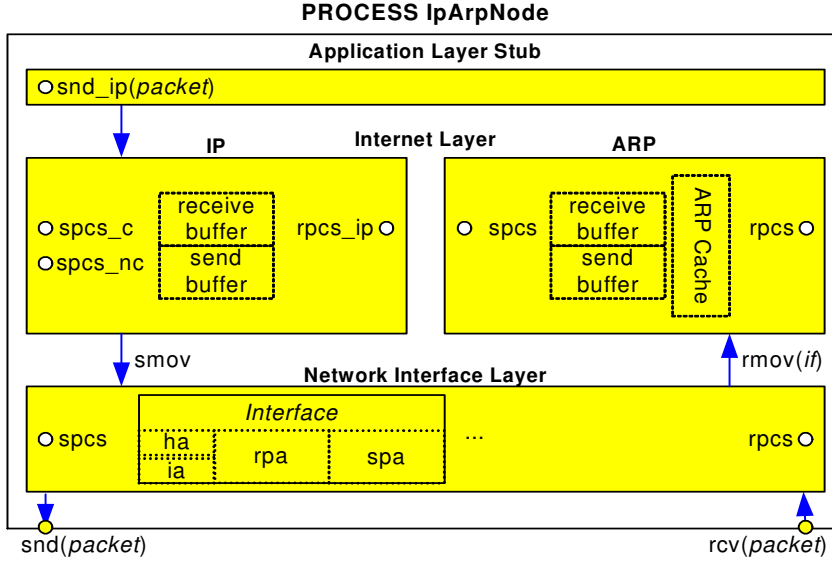 PROCESS IpArpNode
Application Layer Stub
snd_ip(packet)
Internet Layer
IP
ARP
spcs_c
spcs_nc
receive
buffer
send
buffer
rpcs_ip
spcs
receive
buffer
send
buffer
ARP Cache
rpcs
smov
rmov(if)
Network Interface Layer
spcs
Interface
ha
ia
rpa
spa
...
rpcs
snd(packet)
rcv(packet)